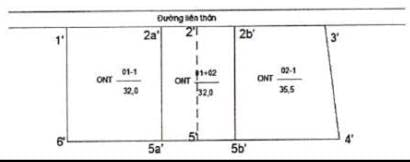 Đường liên thôn
1' 2a' 2' 2b' 3'
ONT 01-1 ONT 01+02 ONT 02-1
32,0 32,0 35,5
6' 5a' 5' 5b' 4'